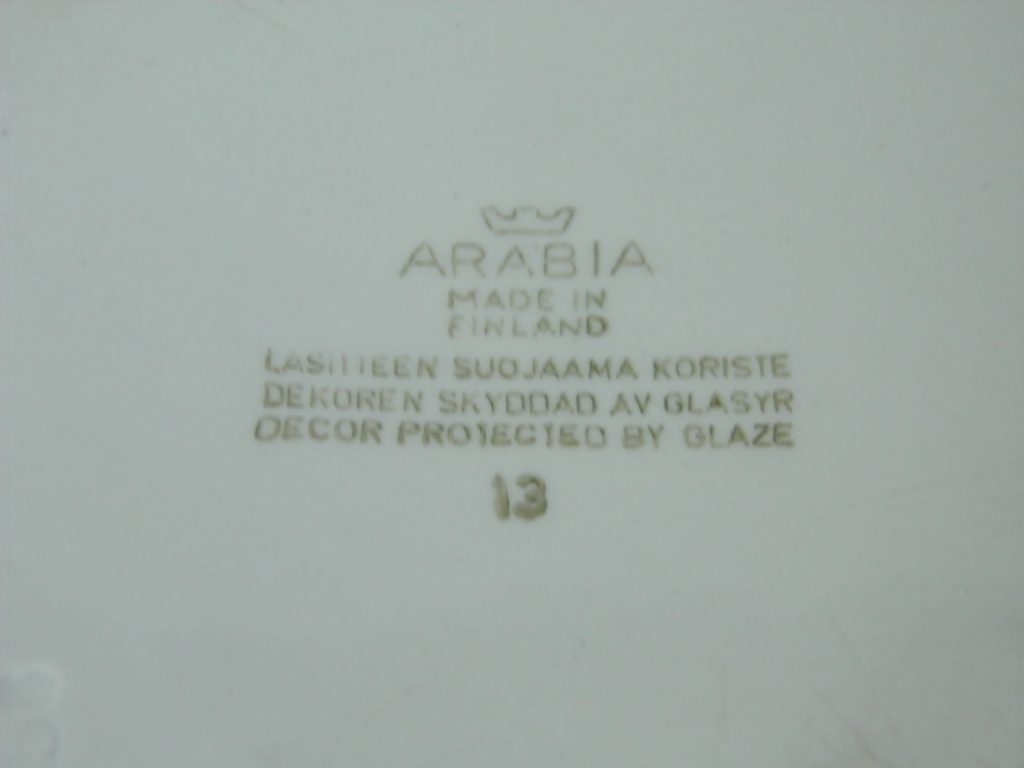 ARABIA
MADE IN
FINLAND
LASITTEEN SUOJAAMA KORISTE
DEKOREN SKYDDAD AV GLASYR
DECOR PROTECTED BY GLAZE
13